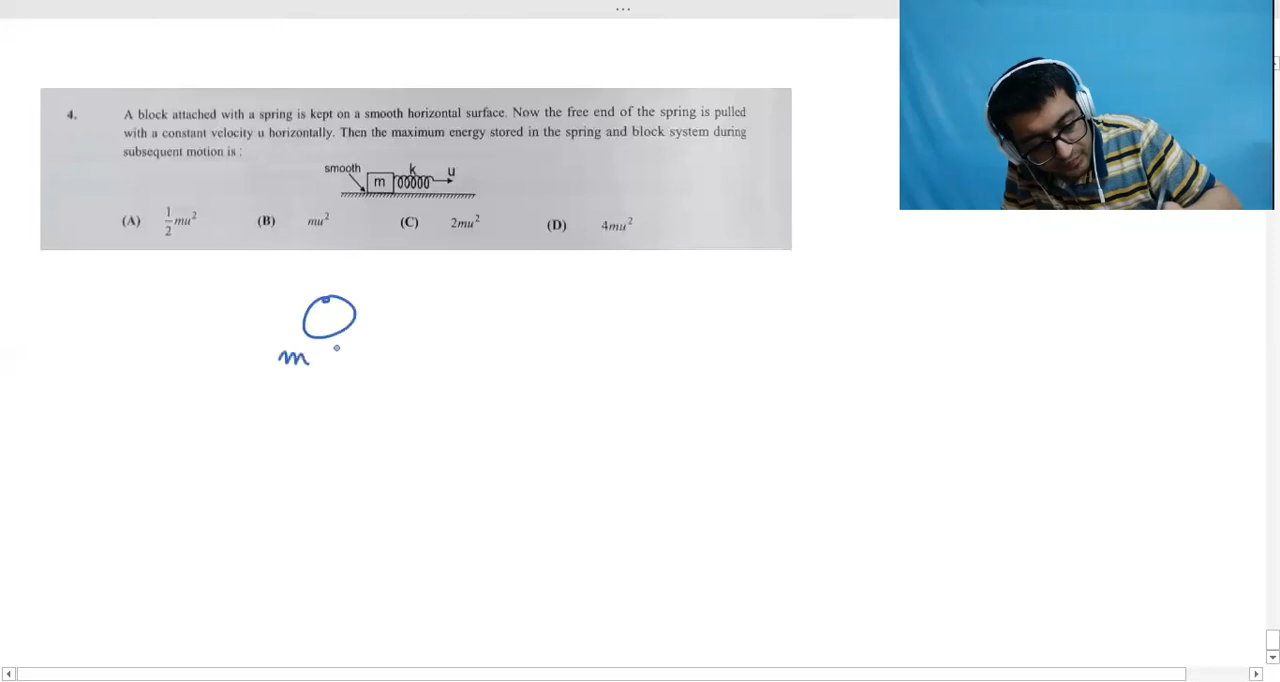 4. A block attached with a spring is kept on a smooth horizontal surface. Now the free end of the spring is pulled
with a constant velocity u horizontally. Then the maximum energy stored in the spring and block system during
subsequent motion is :
smooth k u
m
(A) 1/2 mu² (B) mu² (C) 2mu² (D) 4mu²
m